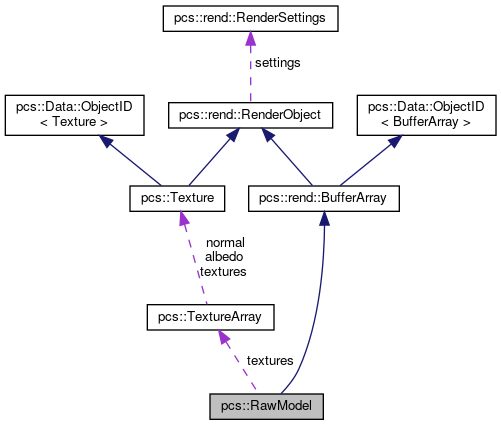 pcs::rend::RenderSettings
settings
pcs::Data::ObjectID
< Texture >
pcs::rend::RenderObject
pcs::Data::ObjectID
< BufferArray >
pcs::Texture
pcs::rend::BufferArray
normal
albedo
textures
pcs::TextureArray
textures
pcs::RawModel